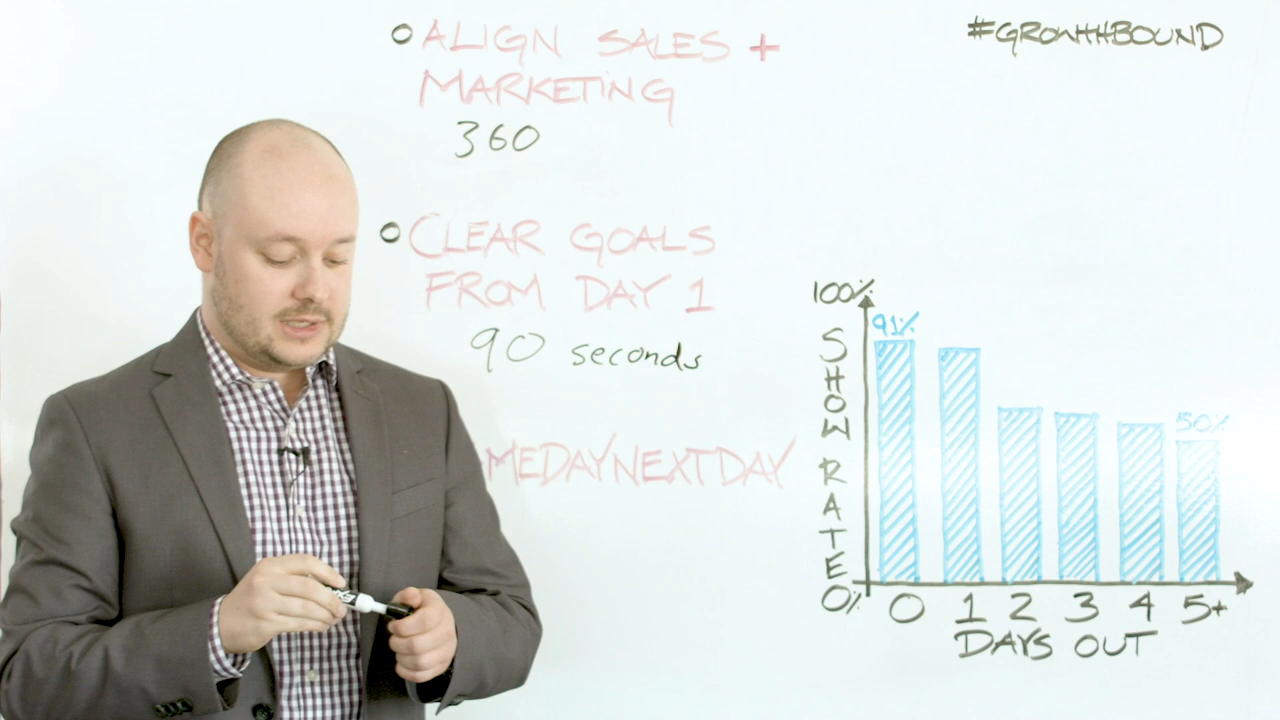 ○ ALIGN SALES +
MARKETING
360
○ CLEAR GOALS
FROM DAY 1
90 seconds
MEDAYNEXTDAY
#GROWTHBOUND
100%
91%
50%
SHOW RATE
0%
0 1 2 3 4 5+
DAYS OUT